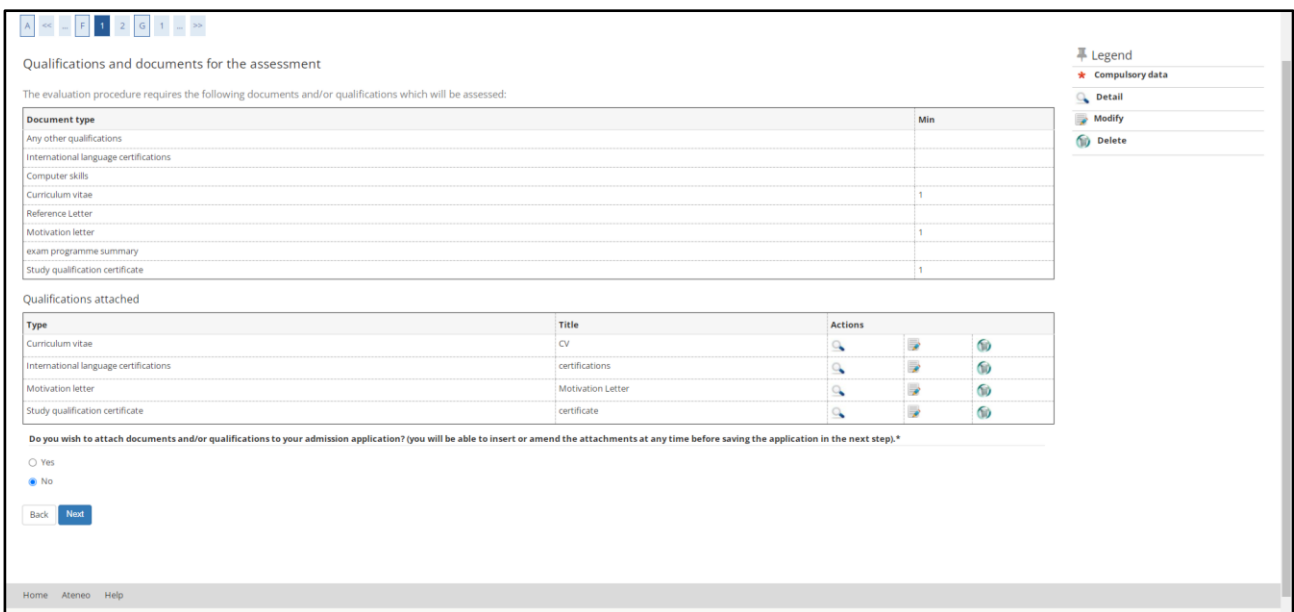 A << ... F 1 2 G 1 ... >>
Qualifications and documents for the assessment
The evaluation procedure requires the following documents and/or qualifications which will be assessed:
Document type Min
Any other qualifications
International language certifications
Computer skills
Curriculum vitae 1
Reference Letter
Motivation letter 1
exam programme summary
Study qualification certificate 1
Qualifications attached
Type Title Actions
Curriculum vitae CV
International language certifications certifications
Motivation letter Motivation Letter
Study qualification certificate certificate
Do you wish to attach documents and/or qualifications to your admission application? (you will be able to insert or amend the attachments at any time before saving the application in the next step).*
Yes
No
Back Next
Home Ateneo Help
Legend
Compulsory data
Detail
Modify
Delete